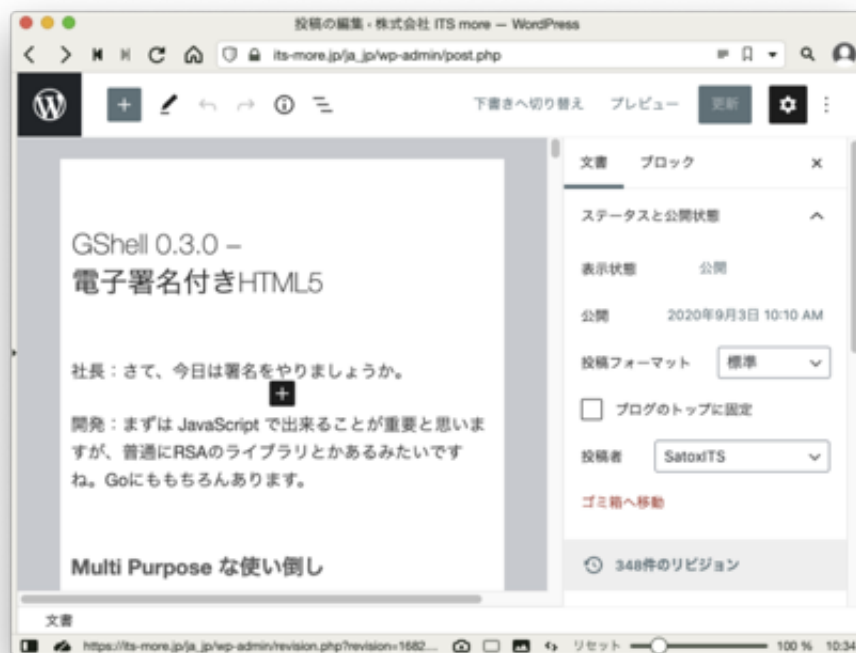 投稿の編集 ‹ 株式会社 ITS more — WordPress
its-more.jp/ja_jp/wp-admin/post.php
下書きへ切り替え プレビュー 更新
文書 ブロック
ステータスと公開状態
GShell 0.3.0 –
電子署名付きHTML5
表示状態 公開
公開 2020年9月3日 10:10 AM
社長：さて、今日は署名をやりましょうか。
投稿フォーマット 標準
ブログのトップに固定
開発：まずは JavaScript で出来ることが重要と思いま
すが、普通にRSAのライブラリとかあるみたいです
ね。Goにももちろんあります。
投稿者 SatoxITS
ゴミ箱へ移動
Multi Purpose な使い倒し
348件のリビジョン
文書
https://its-more.jp/ja_jp/wp-admin/revision.php?revision=1682... リセット 100 % 10:34